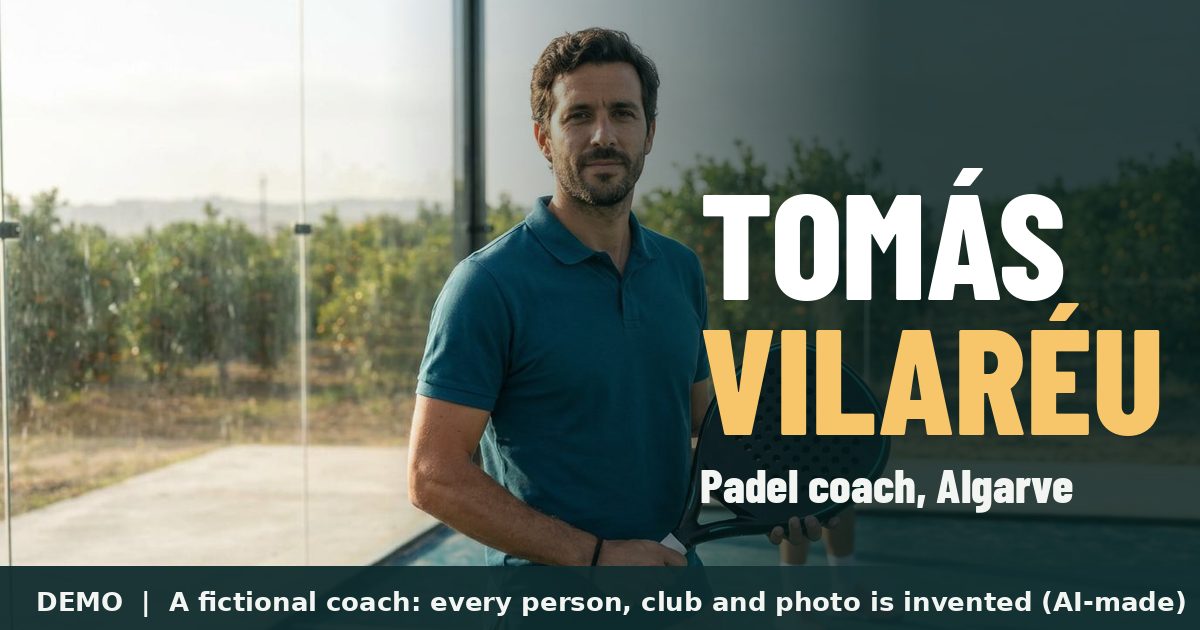 TOMÁS
VILARÉU
Padel coach, Algarve
DEMO | A fictional coach: every person, club and photo is invented (AI-made)